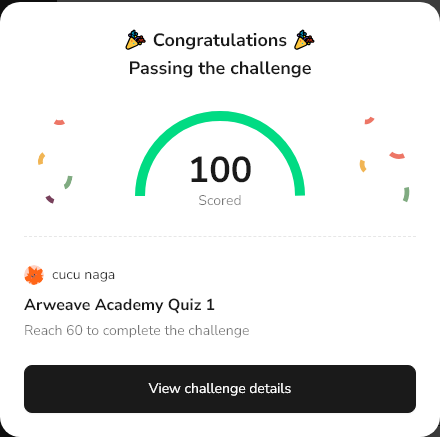 🎉 Congratulations 🎉
Passing the challenge
100
Scored
cucu naga
Arweave Academy Quiz 1
Reach 60 to complete the challenge
View challenge details